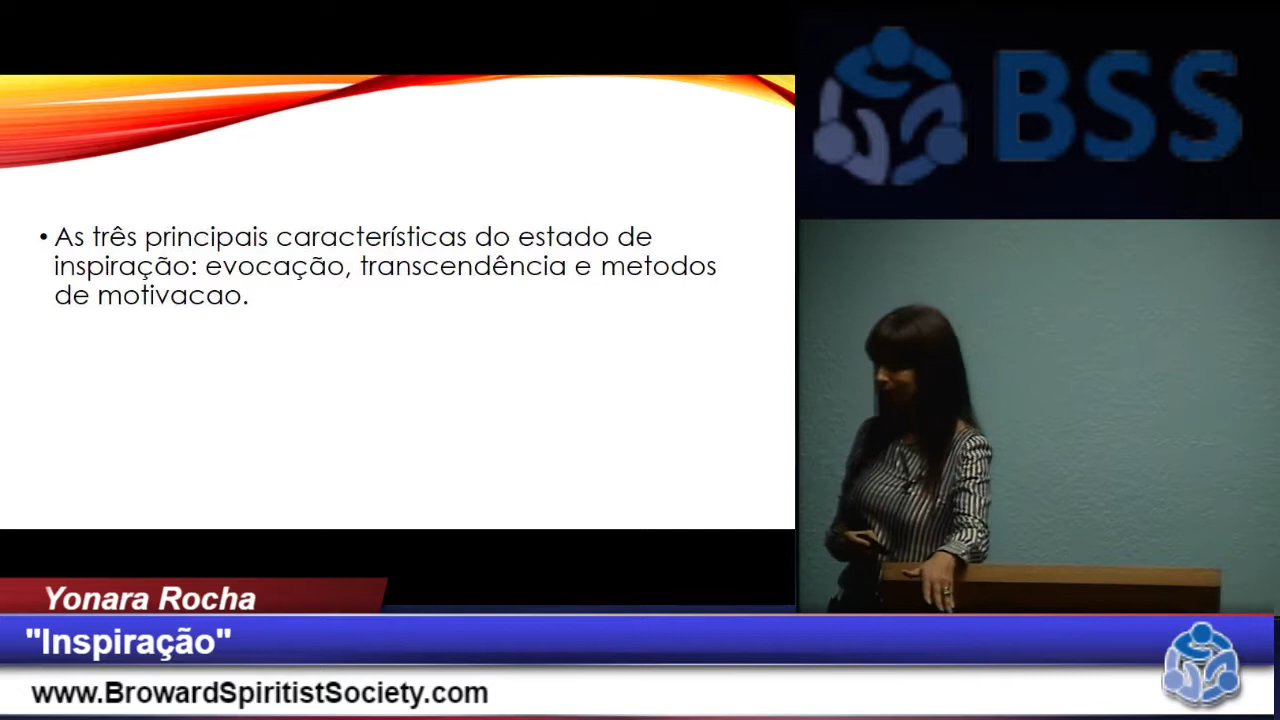 BSS
• As três principais características do estado de
inspiração: evocação, transcendência e metodos
de motivacao.
Yonara Rocha
"Inspiração"
www.BrowardSpiritistSociety.com